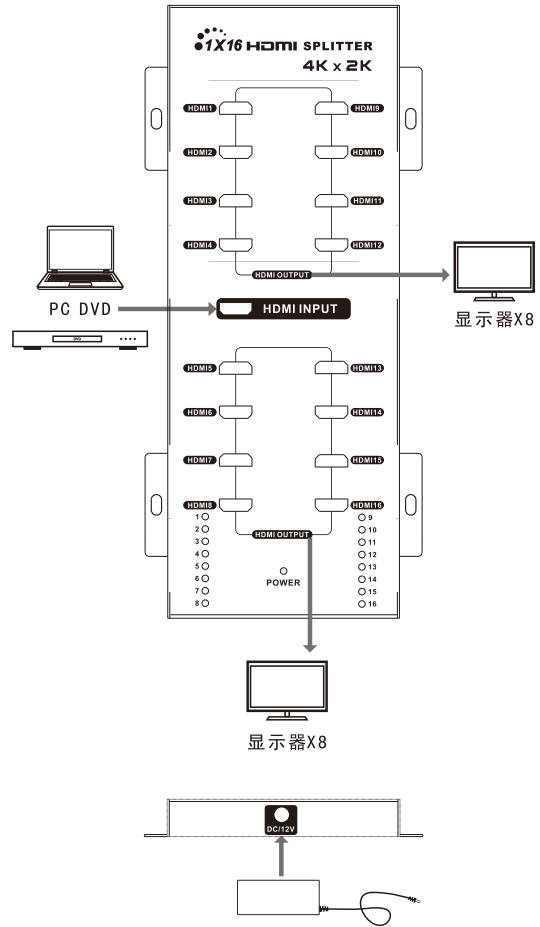 1X16 HDMI SPLITTER
4K x 2K
HDMI1 HDMI9
HDMI2 HDMI10
HDMI3 HDMI11
HDMI4 HDMI12
HDMI OUTPUT
PC DVD
HDMI INPUT
显示器X8
DVD
HDMI5 HDMI13
HDMI6 HDMI14
HDMI7 HDMI15
HDMI8 HDMI16
1 9
2 10
HDMI OUTPUT
3 11
4 12
5 13
6 14
POWER
7 15
8 16
显示器X8
DC/12V